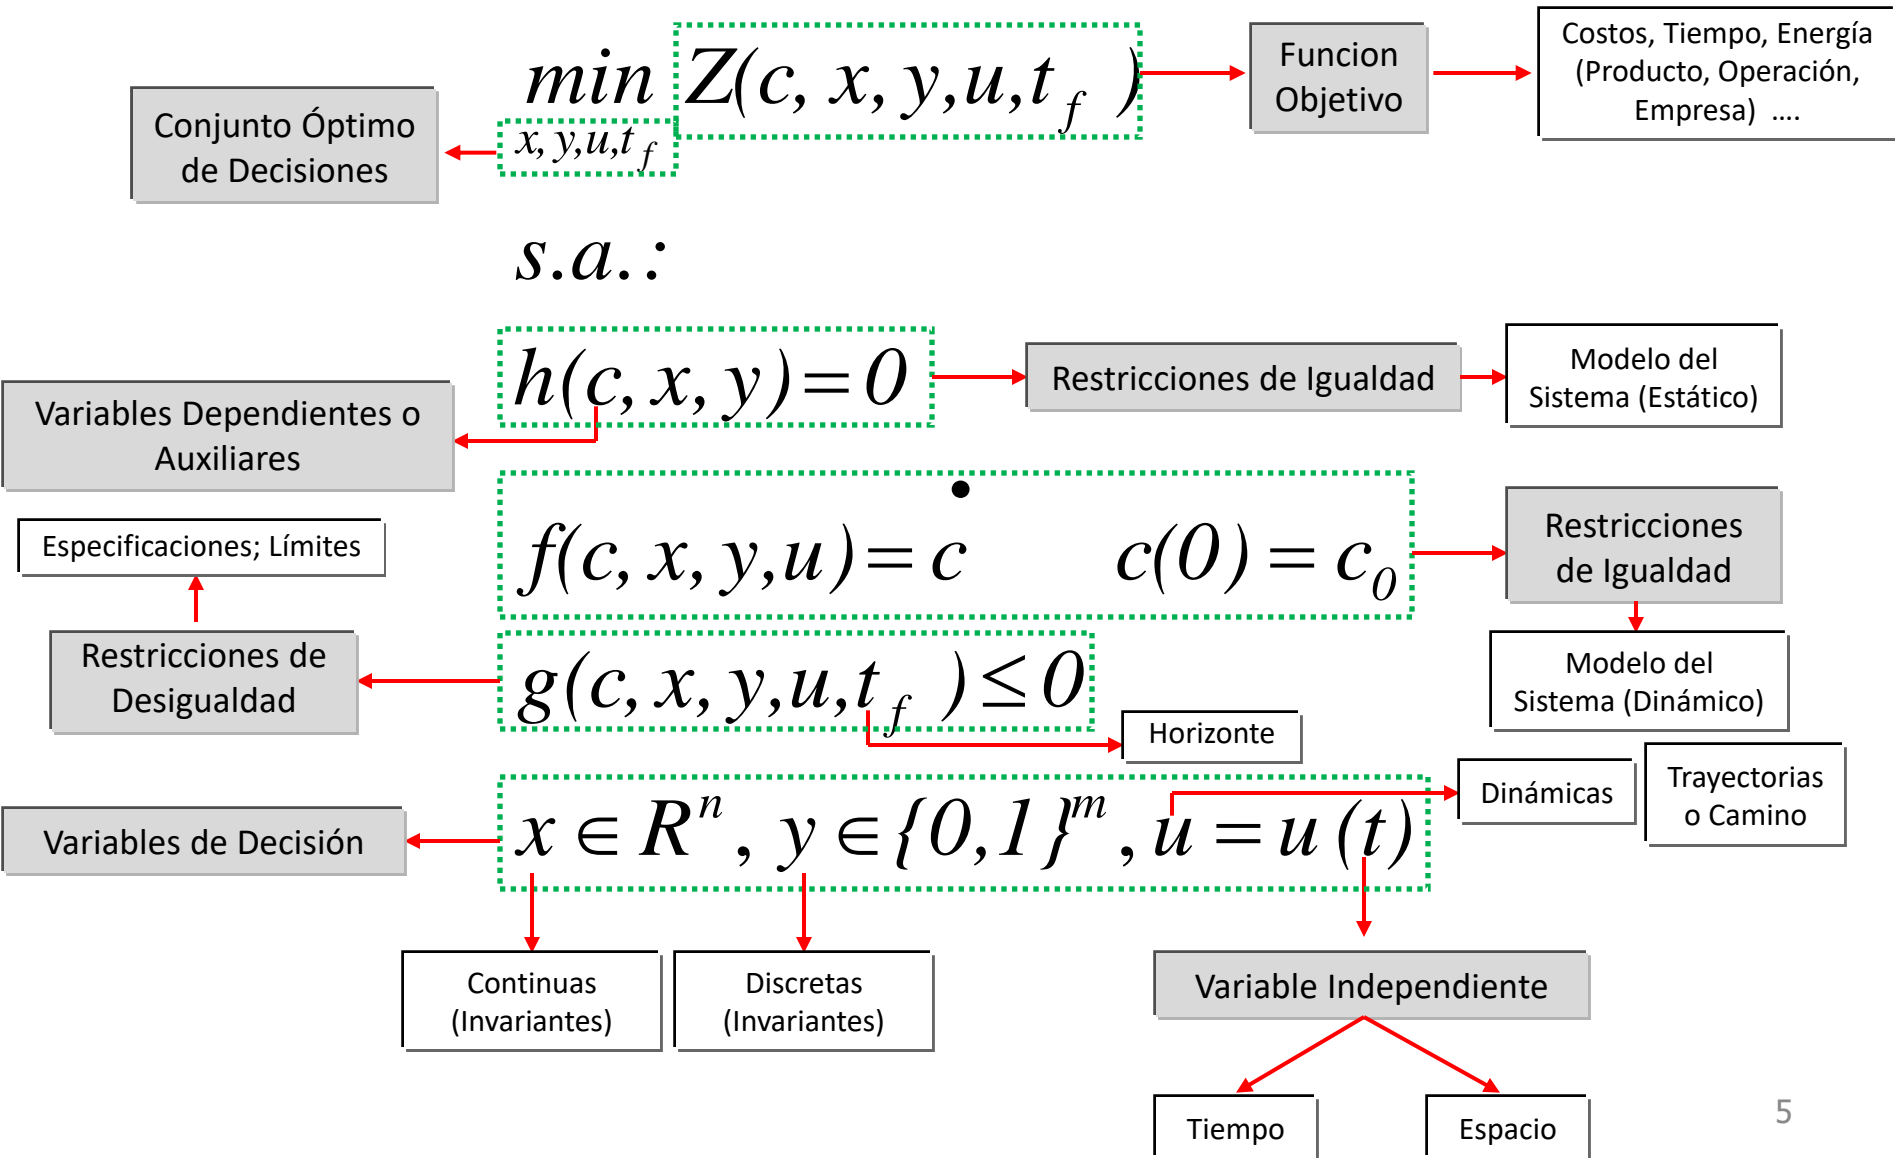 min Z(c, x, y,u,t_f )
x, y,u,t_f
Funcion
Objetivo
Costos, Tiempo, Energía
(Producto, Operación,
Empresa) ....
Conjunto Óptimo
de Decisiones
s.a.:
h(c, x, y)= 0
Restricciones de Igualdad
Modelo del
Sistema (Estático)
Variables Dependientes o
Auxiliares
f(c, x, y,u)= ċ c(0) = c_0
Restricciones
de Igualdad
Especificaciones; Límites
Modelo del
Sistema (Dinámico)
Restricciones de
Desigualdad
g(c, x, y,u,t_f )≤ 0
Horizonte
Dinámicas
Trayectorias
o Camino
Variables de Decisión
x ∈ R^n , y ∈{0,1}^m , u = u (t)
Continuas
(Invariantes)
Discretas
(Invariantes)
Variable Independiente
Tiempo
Espacio
5